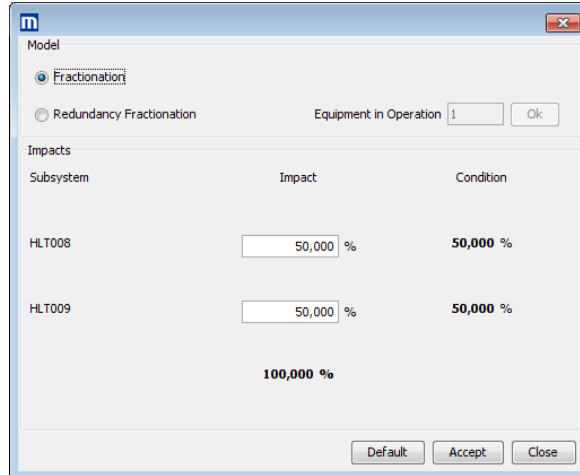 m
Model
Fractionation
Redundancy Fractionation Equipment in Operation 1 Ok
Impacts
Subsystem Impact Condition
HLT008 50,000 % 50,000 %
HLT009 50,000 % 50,000 %
100,000 %
Default Accept Close